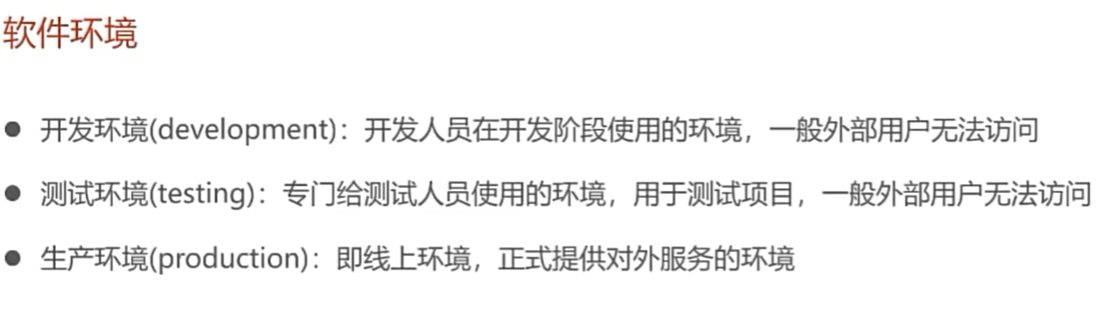 软件环境
● 开发环境(development)：开发人员在开发阶段使用的环境，一般外部用户无法访问
● 测试环境(testing)：专门给测试人员使用的环境，用于测试项目，一般外部用户无法访问
● 生产环境(production)：即线上环境，正式提供对外服务的环境